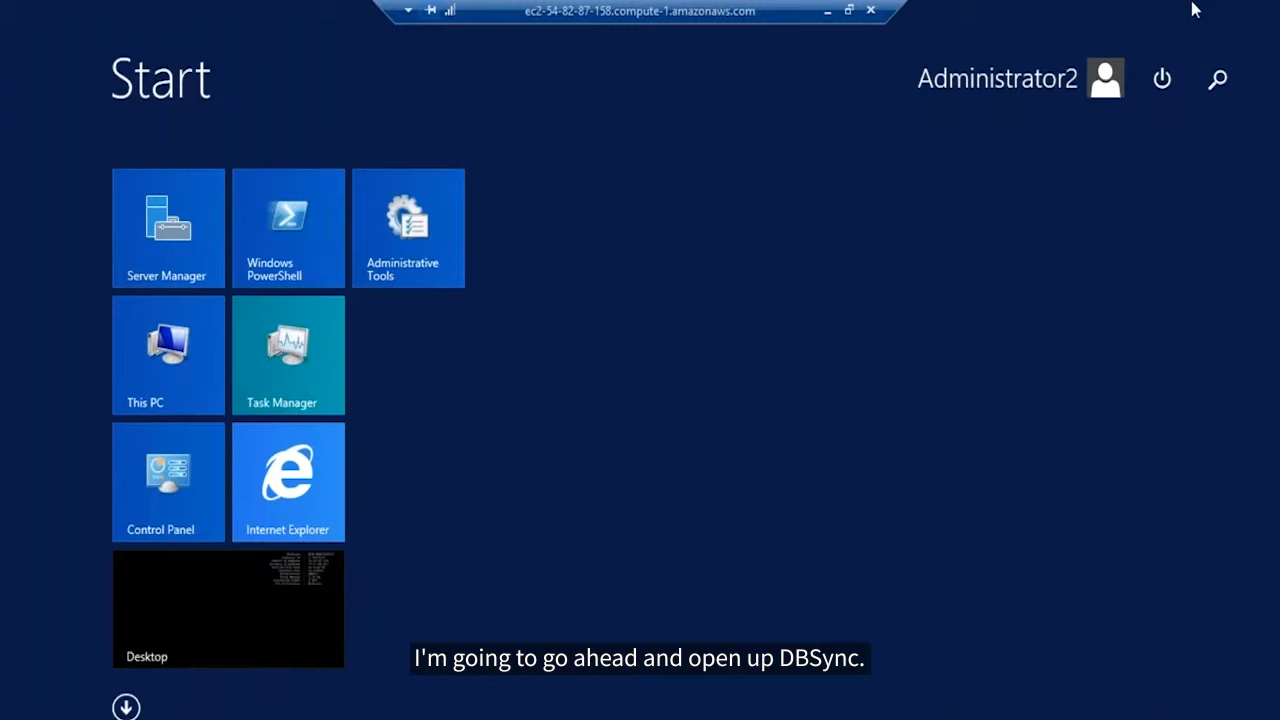 ec2-54-82-87-158.compute-1.amazonaws.com
Start
Administrator2
Server Manager
Windows
PowerShell
Administrative
Tools
This PC
Task Manager
Control Panel
Internet Explorer
Desktop
I'm going to go ahead and open up DBSync.